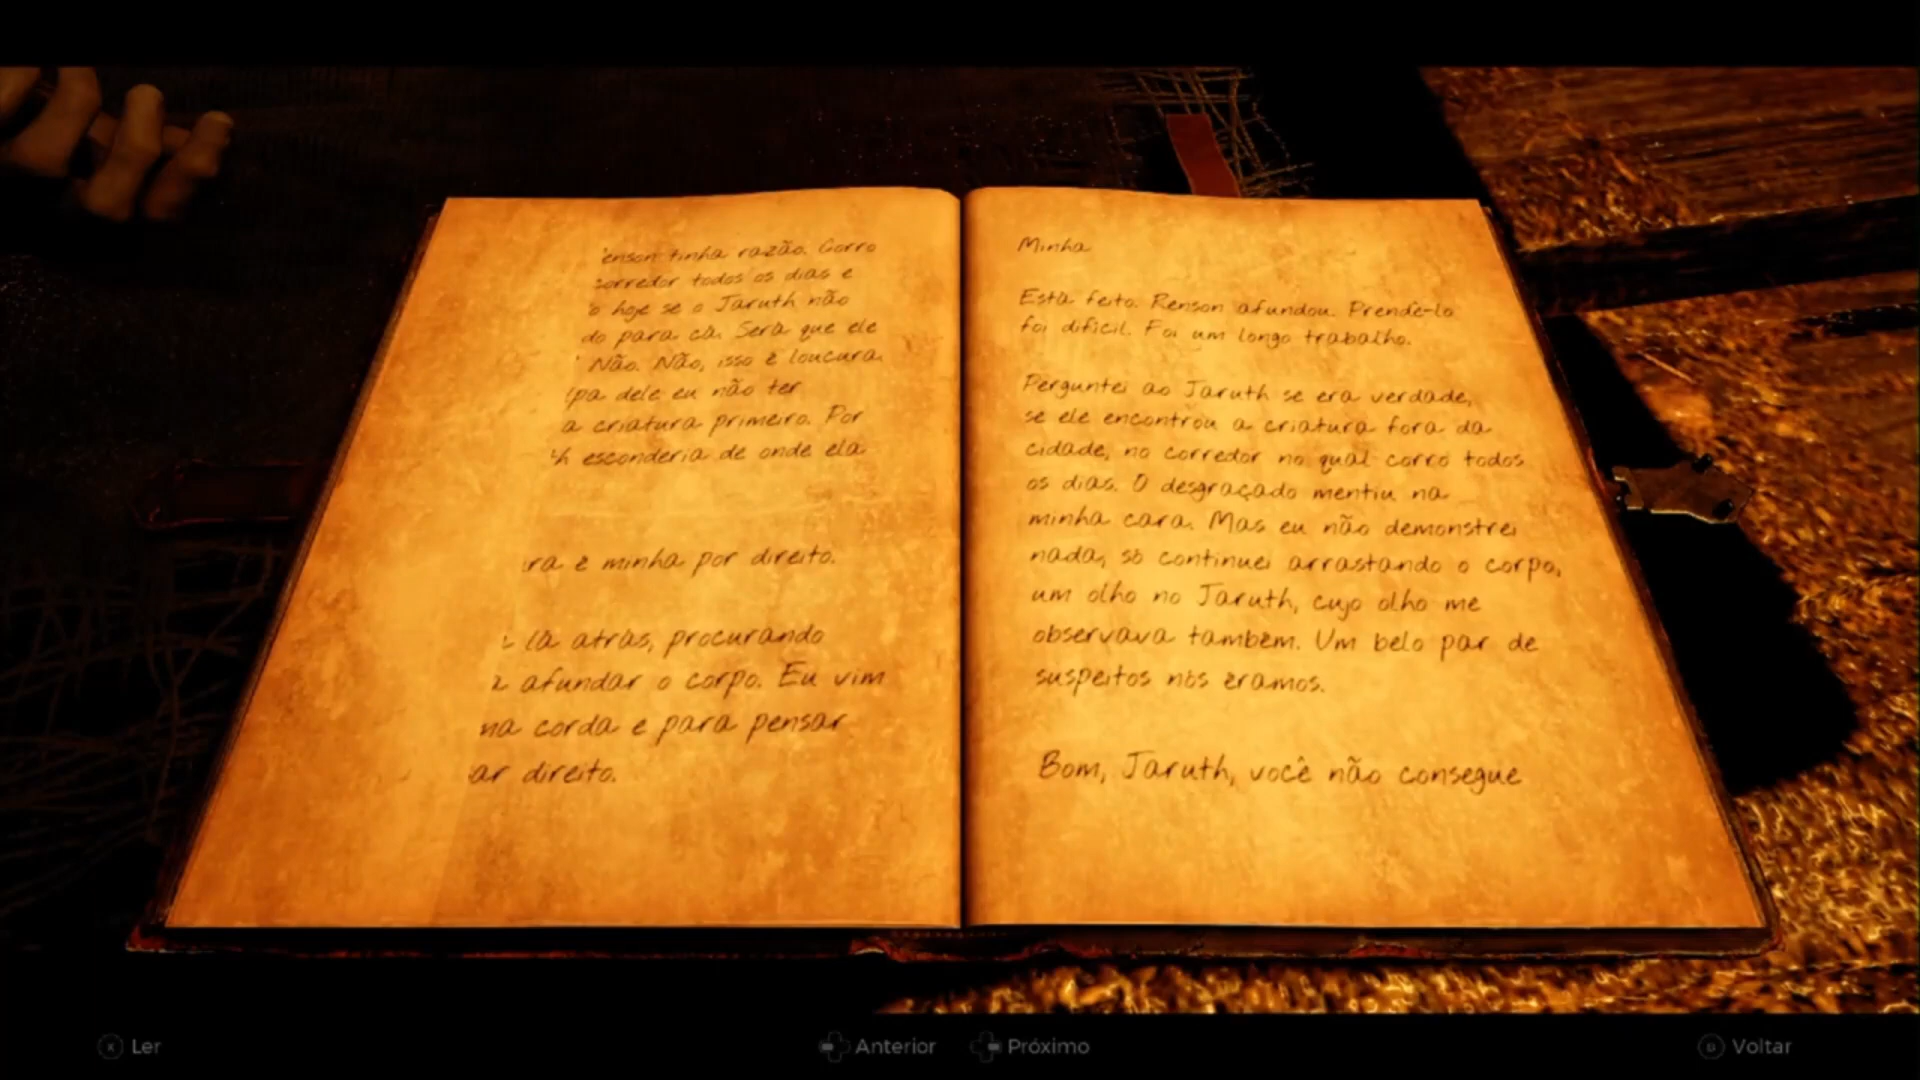 enson tinha razão. Corro
corredor todos os dias e
o hoje se o Jaruth não
do para cá. Será que ele
Não. Não, isso é loucura.
lpa dele eu não ter
a criatura primeiro. Por
h esconderia de onde ela
ra é minha por direito.
lá atrás, procurando
afundar o corpo. Eu vim
ma corda e para pensar
ar direito.
Minha
Está feito. Renson afundou. Prendê-lo
foi difícil. Foi um longo trabalho.
Perguntei ao Jaruth se era verdade,
se ele encontrou a criatura fora da
cidade, no corredor no qual corro todos
os dias. O desgraçado mentiu na
minha cara. Mas eu não demonstrei
nada, só continuei arrastando o corpo,
um olho no Jaruth, cujo olho me
observava também. Um belo par de
suspeitos nós éramos.
Bom, Jaruth, você não consegue
X Ler
Anterior
Próximo
Voltar